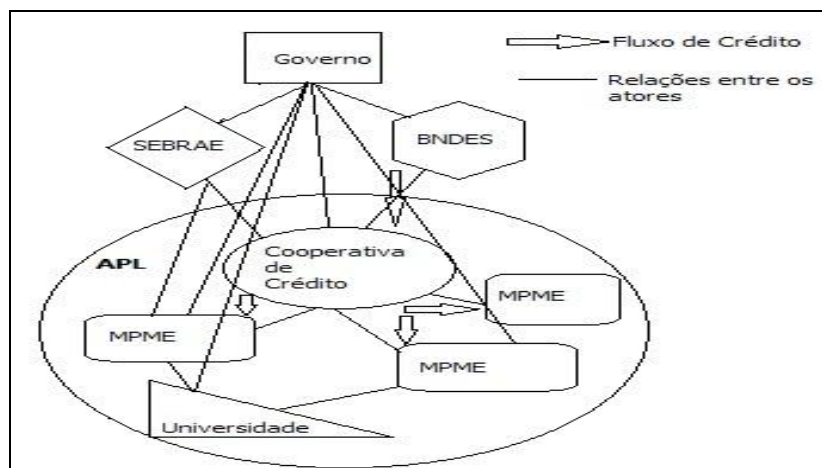 Governo
Fluxo de Crédito
Relações entre os
atores
SEBRAE
BNDES
APL
Cooperativa
de
Crédito
MPME
MPME
MPME
Universidade